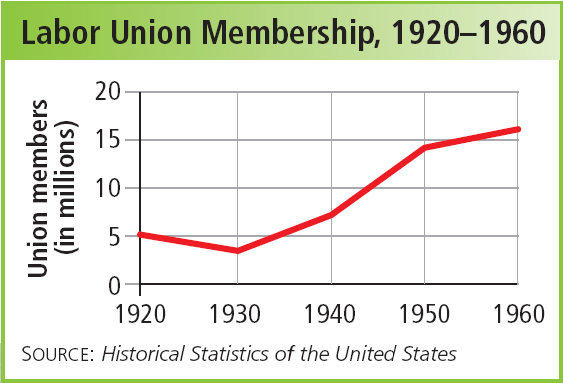 Labor Union Membership, 1920–1960
Union members
(in millions)
20
15
10
5
0
1920 1930 1940 1950 1960
SOURCE: Historical Statistics of the United States